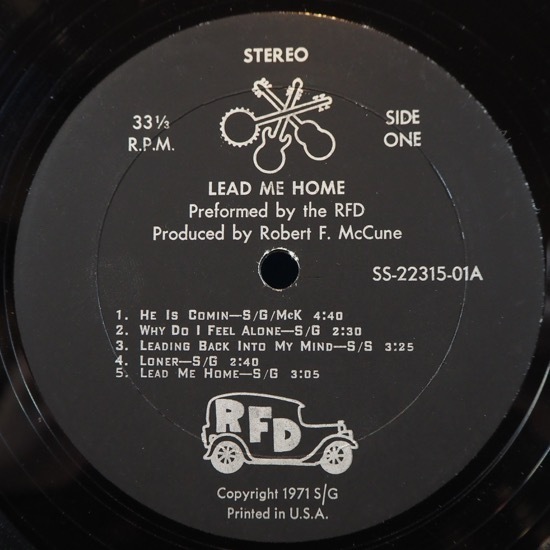 STEREO
33 1/3
R.P.M.
SIDE
ONE
LEAD ME HOME
Preformed by the RFD
Produced by Robert F. McCune
SS-22315-01A
1. He Is Comin—S/G/McK 4:40
2. Why Do I Feel Alone—S/G 2:30
3. Leading Back Into My Mind—S/S 3:25
4. Loner—S/G 2:40
5. Lead Me Home—S/G 3:05
RFD
Copyright 1971 S/G
Printed in U.S.A.